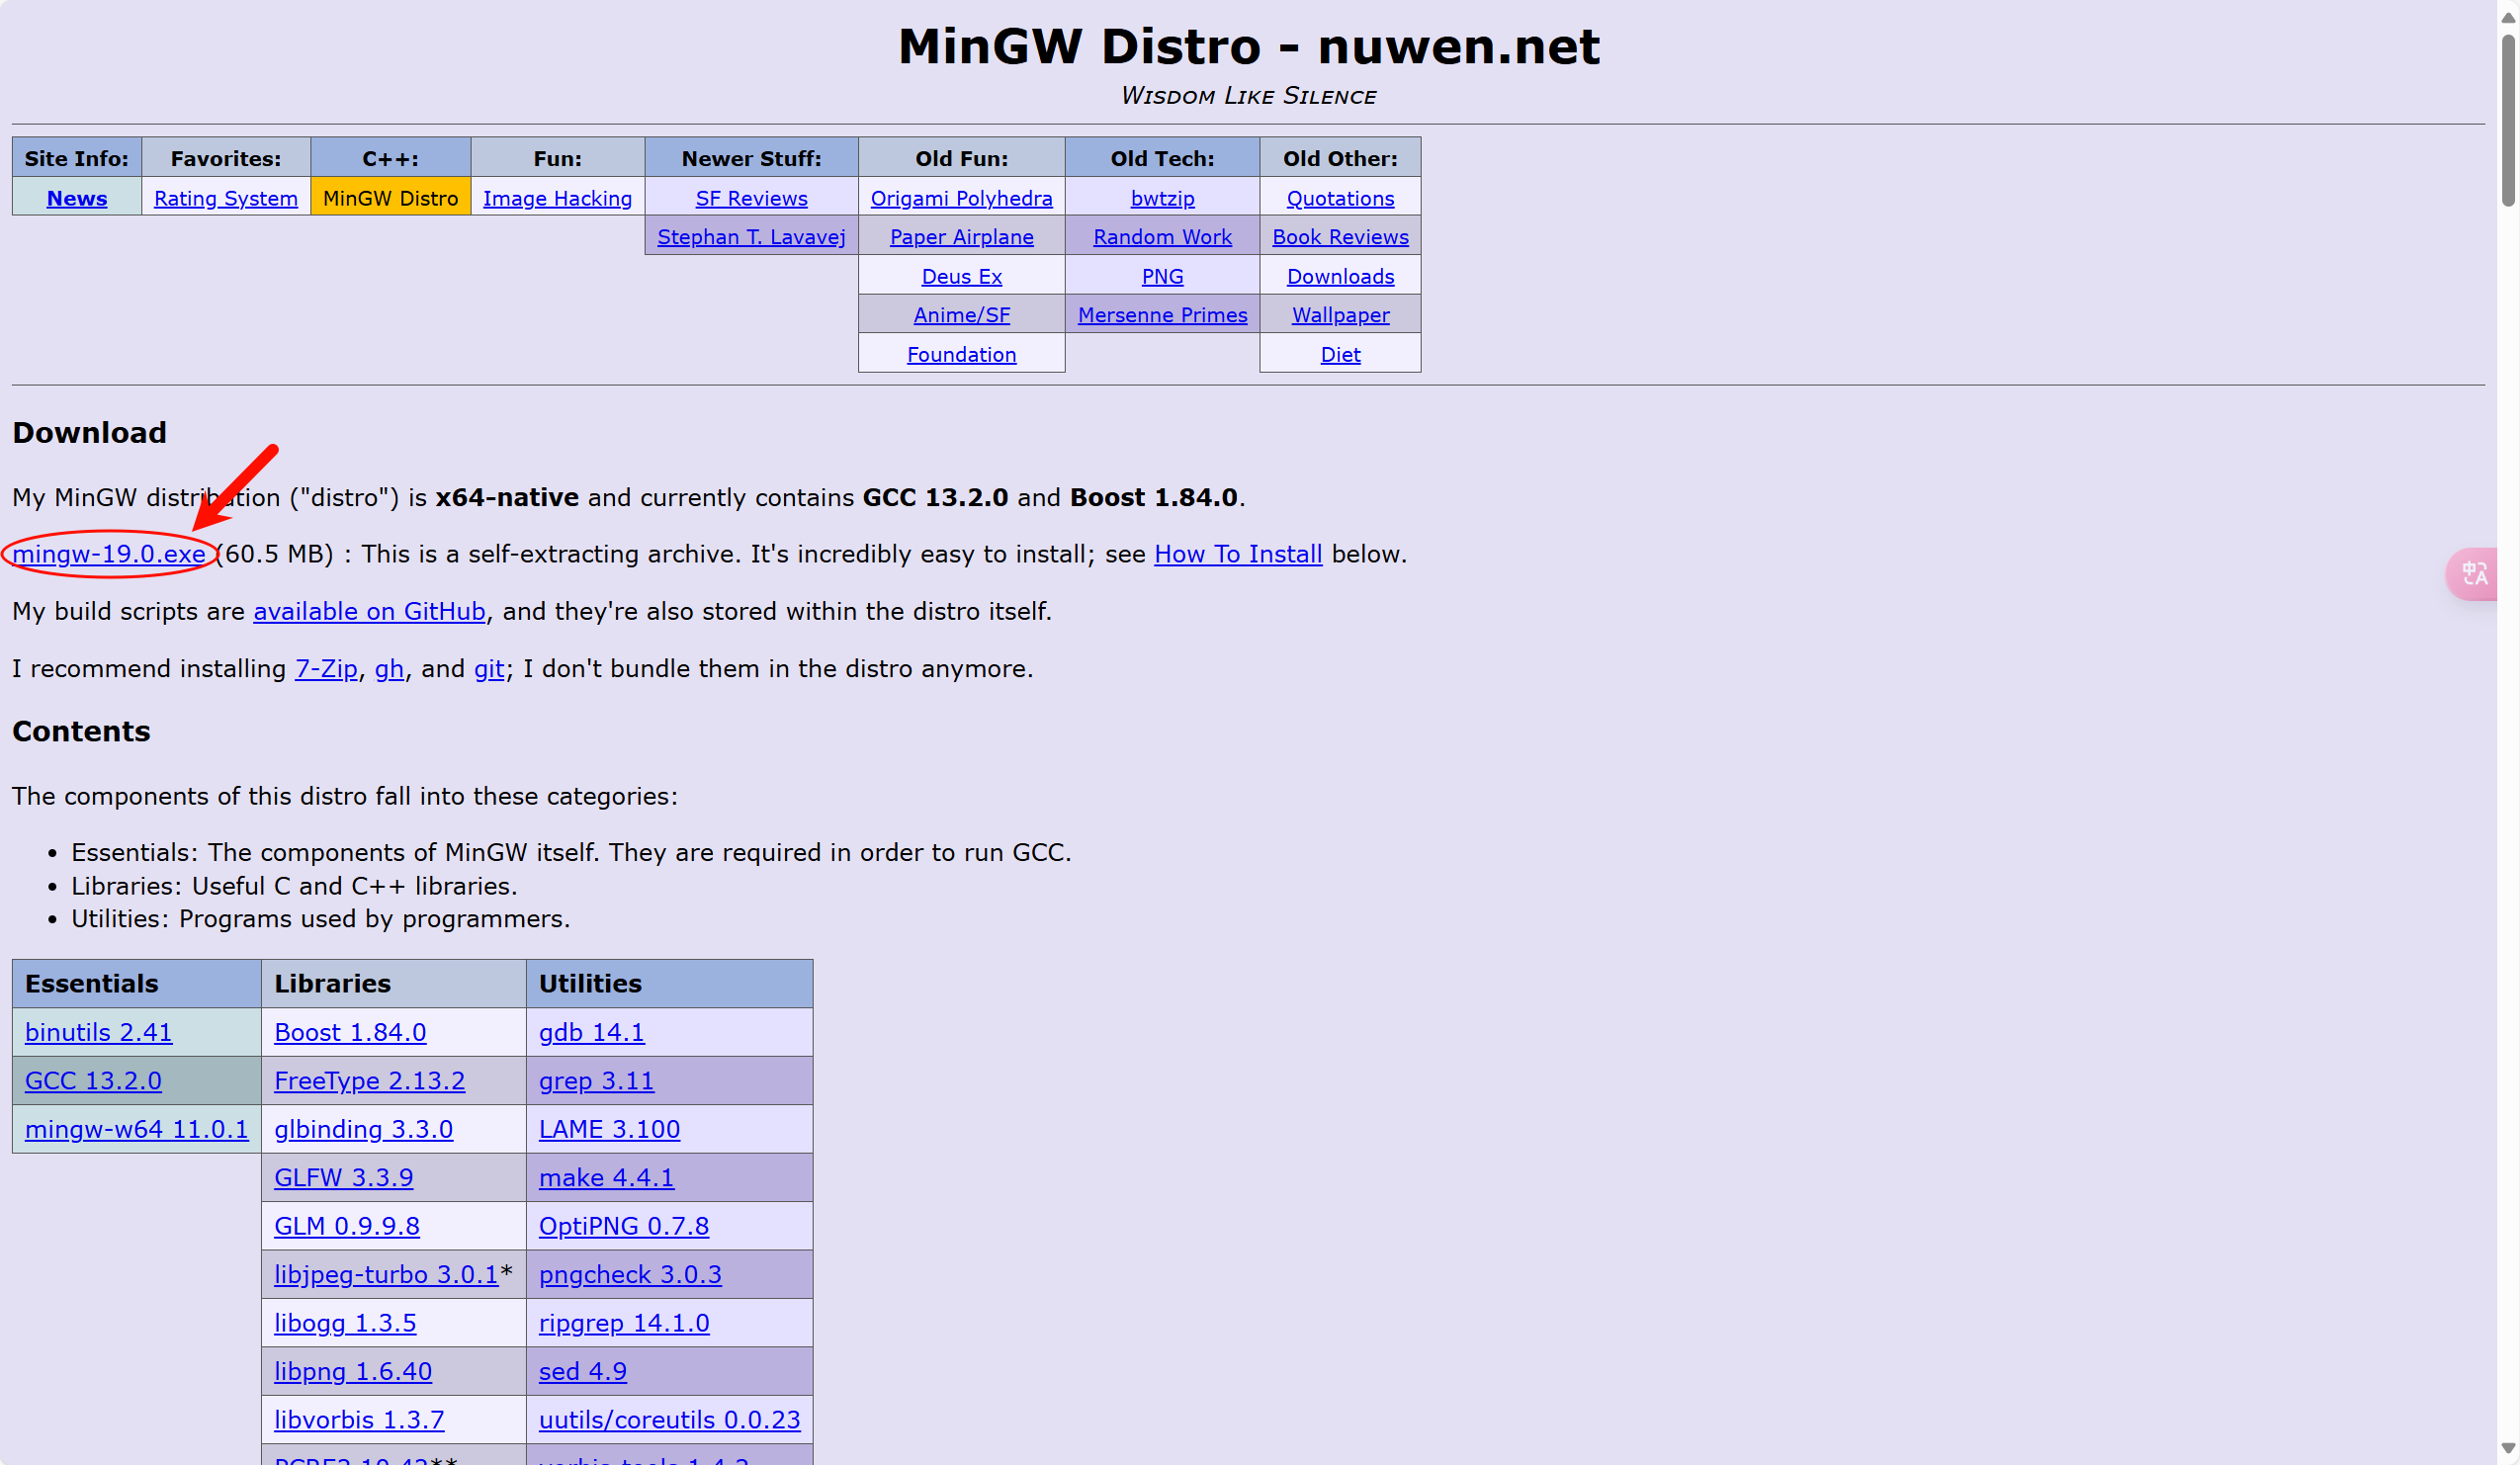 MinGW Distro - nuwen.net
Wisdom Like Silence
Site Info: Favorites: C++: Fun: Newer Stuff: Old Fun: Old Tech: Old Other:
News Rating System MinGW Distro Image Hacking SF Reviews Origami Polyhedra bwtzip Quotations
Stephan T. Lavavej Paper Airplane Random Work Book Reviews
Deus Ex PNG Downloads
Anime/SF Mersenne Primes Wallpaper
Foundation Diet
Download
My MinGW distribution ("distro") is x64-native and currently contains GCC 13.2.0 and Boost 1.84.0.
mingw-19.0.exe (60.5 MB) : This is a self-extracting archive. It's incredibly easy to install; see How To Install below.
My build scripts are available on GitHub, and they're also stored within the distro itself.
I recommend installing 7-Zip, gh, and git; I don't bundle them in the distro anymore.
Contents
The components of this distro fall into these categories:
• Essentials: The components of MinGW itself. They are required in order to run GCC.
• Libraries: Useful C and C++ libraries.
• Utilities: Programs used by programmers.
Essentials Libraries Utilities
binutils 2.41 Boost 1.84.0 gdb 14.1
GCC 13.2.0 FreeType 2.13.2 grep 3.11
mingw-w64 11.0.1 glbinding 3.3.0 LAME 3.100
GLFW 3.3.9 make 4.4.1
GLM 0.9.9.8 OptiPNG 0.7.8
libjpeg-turbo 3.0.1* pngcheck 3.0.3
libogg 1.3.5 ripgrep 14.1.0
libpng 1.6.40 sed 4.9
libvorbis 1.3.7 uutils/coreutils 0.0.23